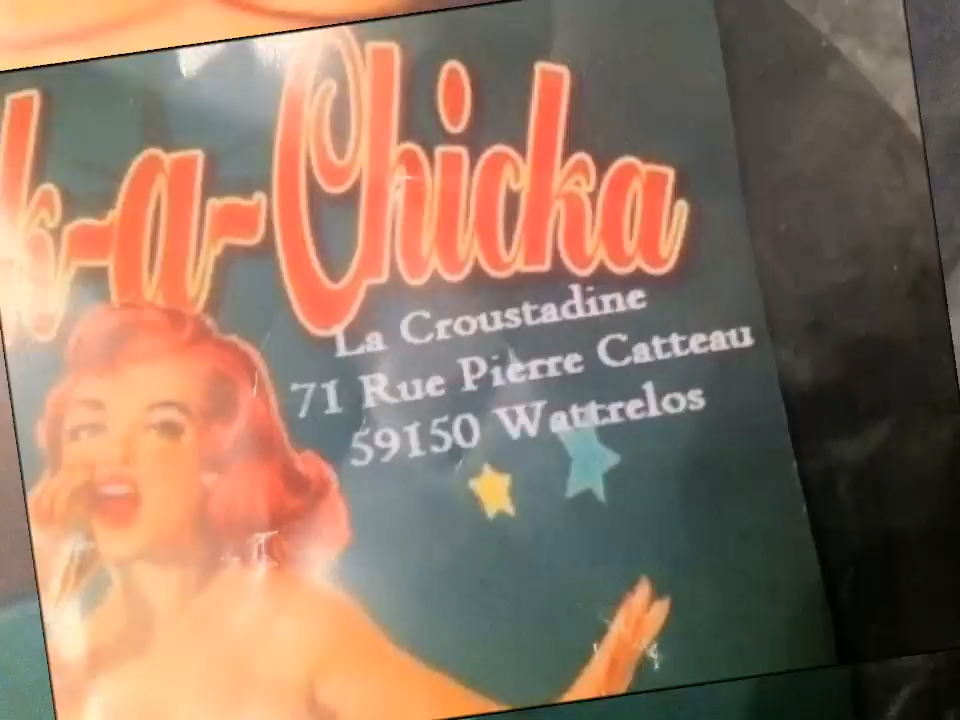 k-a-Chicka
La Croustadine
71 Rue Pierre Catteau
59150 Wattrelos